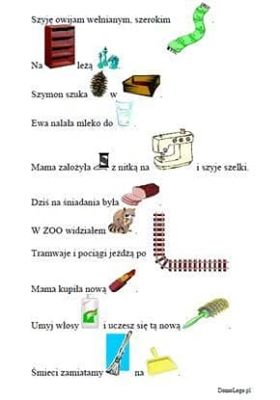 Szyję owijam wełnianym, szerokim .
Na leżą .
Szymon szuka w .
Ewa nalała mleko do .
Mama założyła z nitką na i szyje szelki.
Dziś na śniadania była .
W ZOO widziałem .
Tramwaje i pociągi jeżdżą po .
Mama kupiła nową .
Umyj włosy i uczesz się tą nową .
Śmieci zamiatamy na .
DomoLogo.pl